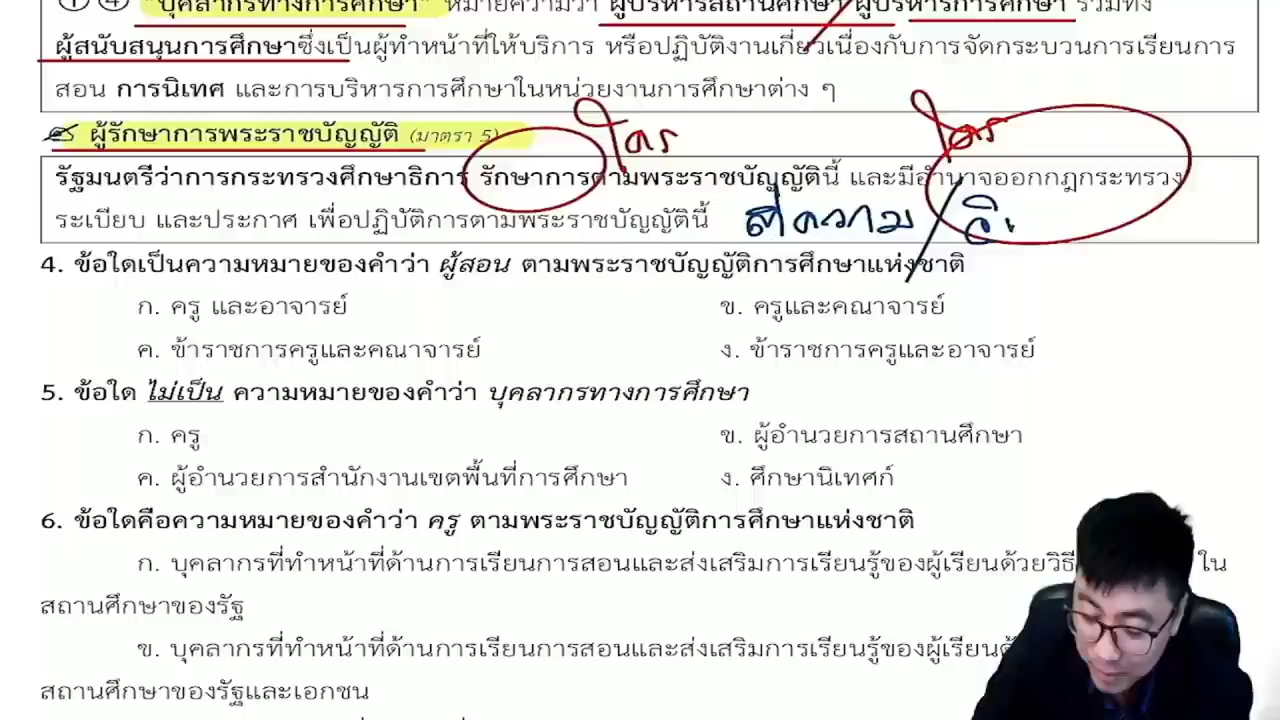 ① ④ "บุคลากรทางการศึกษา" หมายความว่า ผู้บริหารสถานศึกษา ผู้บริหารการศึกษา รวมทั้ง
ผู้สนับสนุนการศึกษาซึ่งเป็นผู้ทำหน้าที่ให้บริการ หรือปฏิบัติงานเกี่ยวเนื่องกับการจัดกระบวนการเรียนการ
สอน การนิเทศ และการบริหารการศึกษาในหน่วยงานการศึกษาต่าง ๆ
ใคร ใคร
ผู้รักษาการพระราชบัญญัติ (มาตรา 5)
รัฐมนตรีว่าการกระทรวงศึกษาธิการ รักษาการตามพระราชบัญญัตินี้ และมีอำนาจออกกฎกระทรวง
ระเบียบ และประกาศ เพื่อปฏิบัติการตามพระราชบัญญัตินี้
4. ข้อใดเป็นความหมายของคำว่า ผู้สอน ตามพระราชบัญญัติการศึกษาแห่งชาติ
ก. ครู และอาจารย์ ข. ครูและคณาจารย์
ค. ข้าราชการครูและคณาจารย์ ง. ข้าราชการครูและอาจารย์
5. ข้อใด ไม่เป็น ความหมายของคำว่า บุคลากรทางการศึกษา
ก. ครู ข. ผู้อำนวยการสถานศึกษา
ค. ผู้อำนวยการสำนักงานเขตพื้นที่การศึกษา ง. ศึกษานิเทศก์
6. ข้อใดคือความหมายของคำว่า ครู ตามพระราชบัญญัติการศึกษาแห่งชาติ
ก. บุคลากรที่ทำหน้าที่ด้านการเรียนการสอนและส่งเสริมการเรียนรู้ของผู้เรียนด้วย ใน
สถานศึกษาของรัฐ
ข. บุคลากรที่ทำหน้าที่ด้านการเรียนการสอนและส่งเสริมการเรียนรู้ของผู้เรียน
สถานศึกษาของรัฐและเอกชน